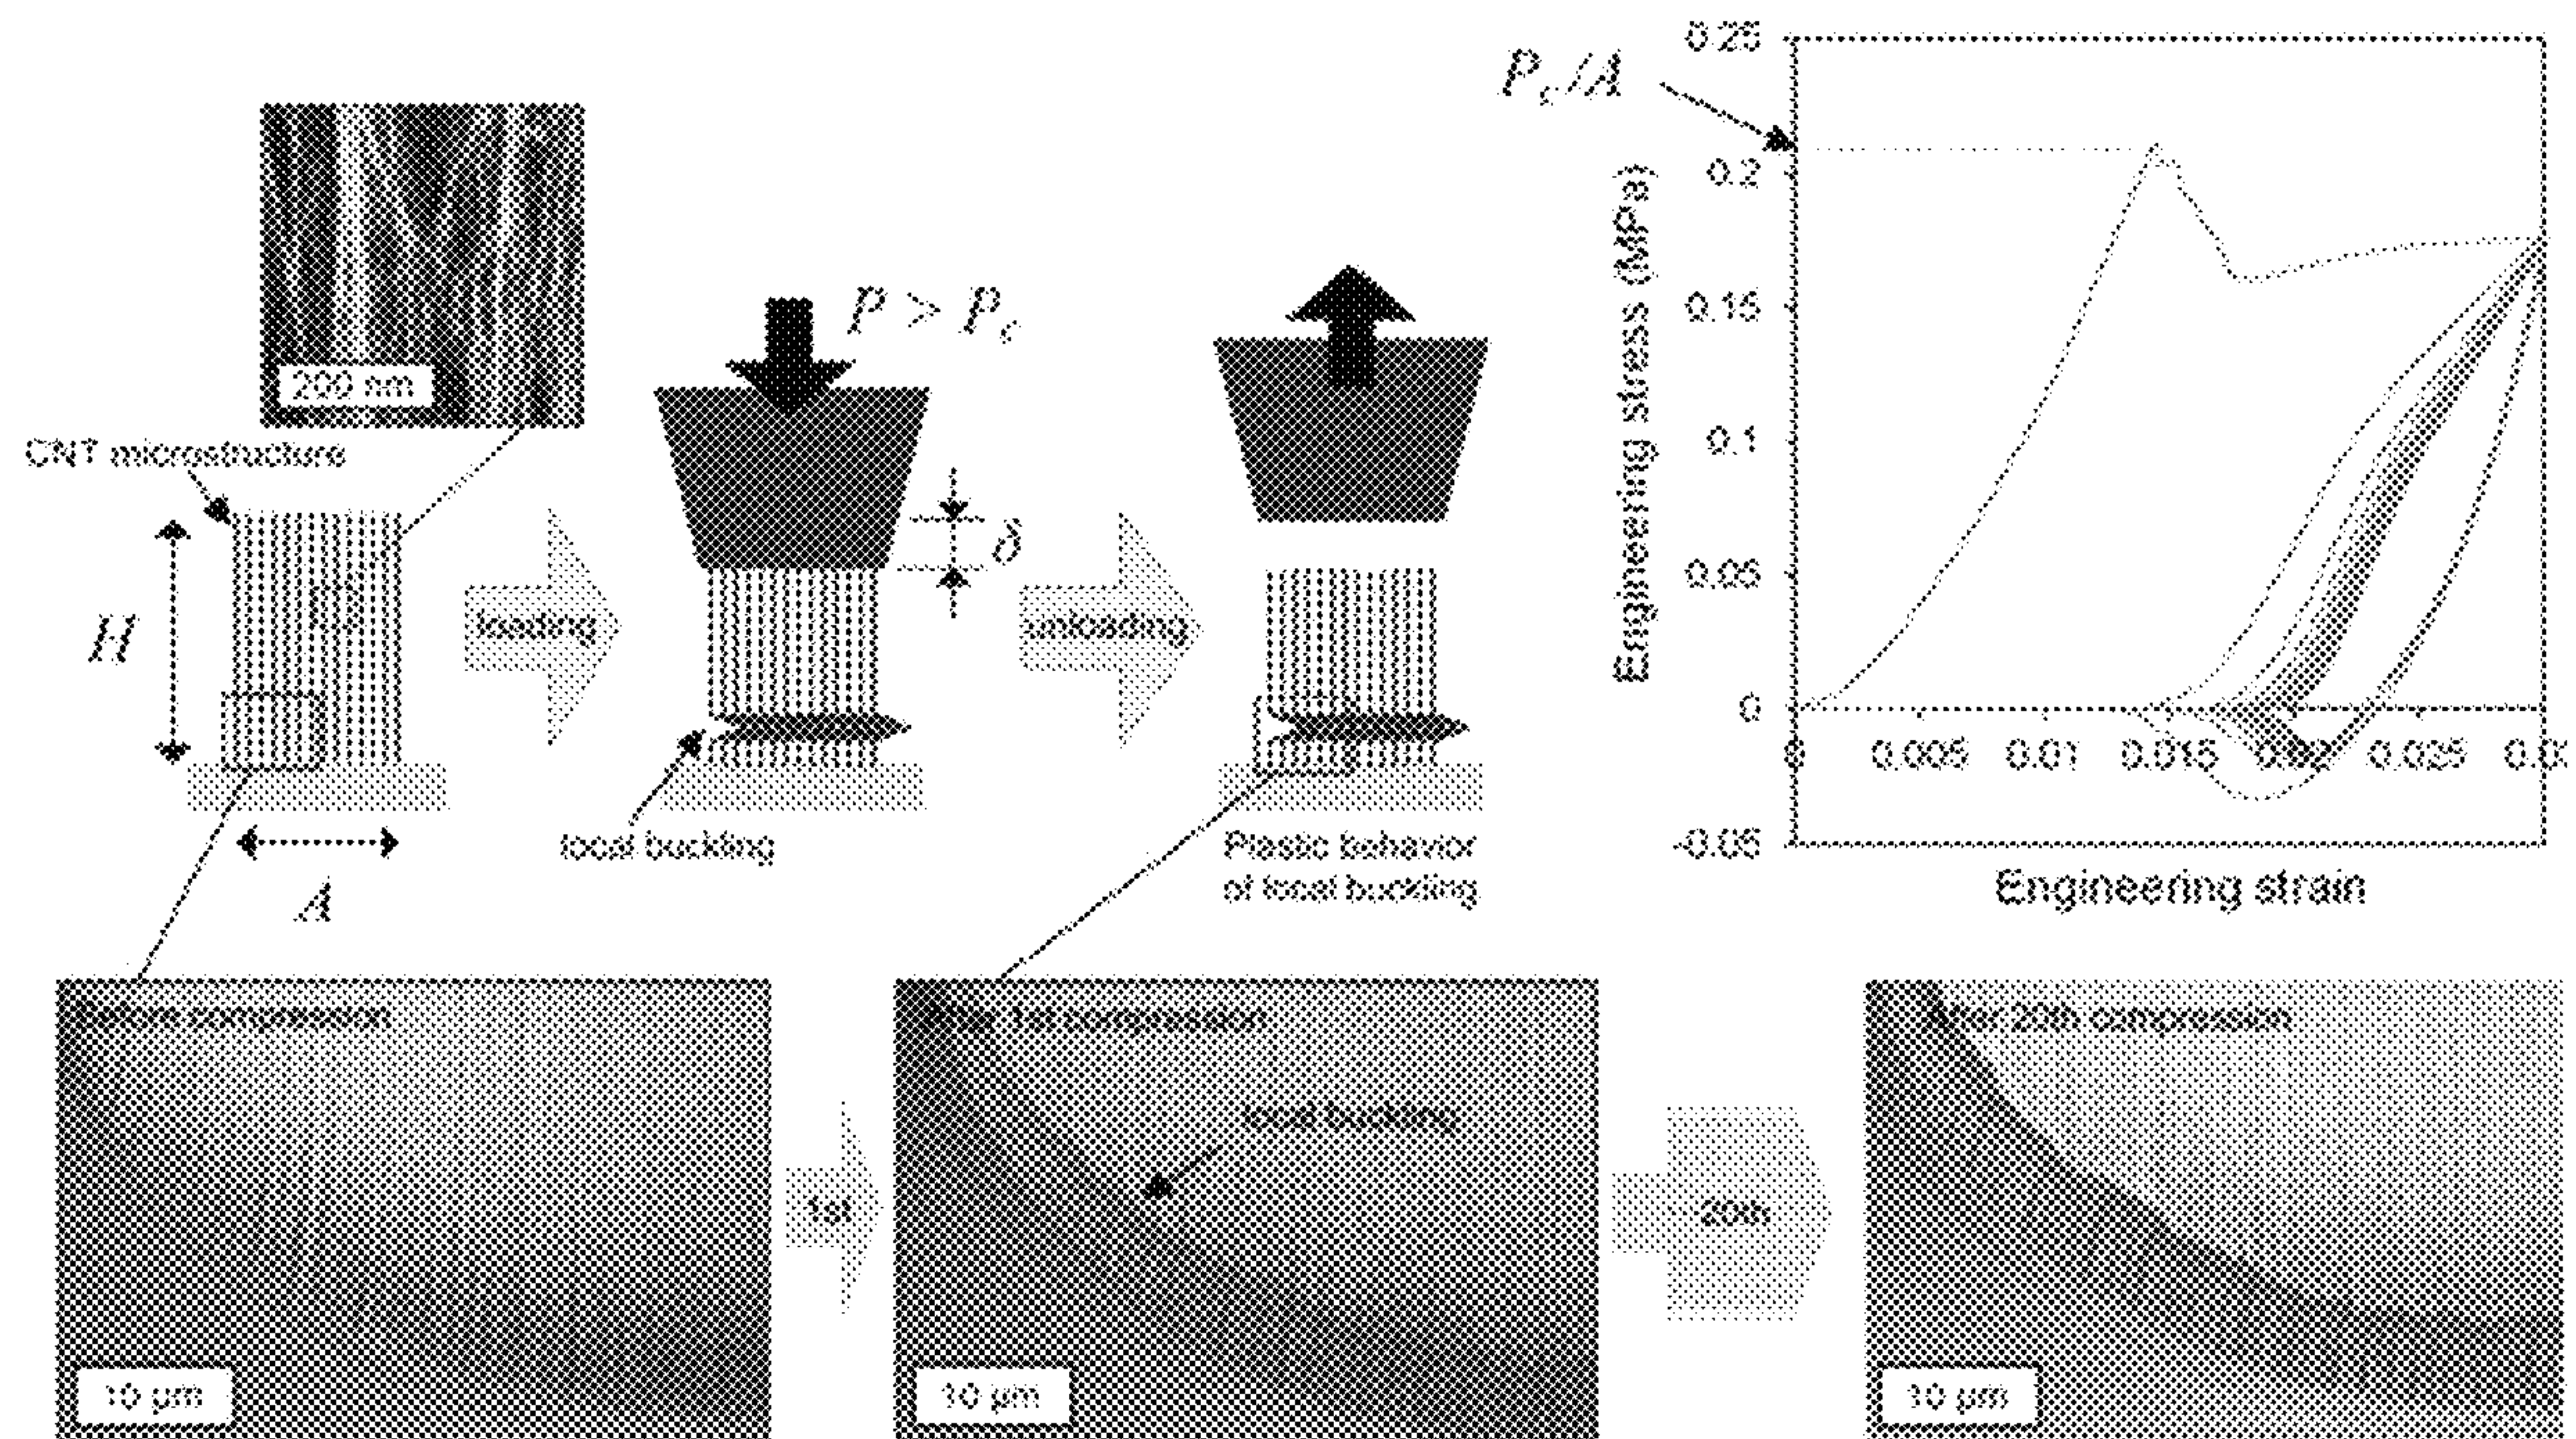 200 nm
CNT microstructure
H
A
loading
P > P_c
δ
local buckling
unloading
Plastic behavior
of local buckling
P_c/A
Engineering stress (MPa)
0.25
0.2
0.15
0.1
0.05
0
-0.05
0
0.005
0.01
0.015
0.025
Engineering strain
Before compression
10 μm
1st
After 1st compression
local buckling
10 μm
20th
After 20th compression
10 μm